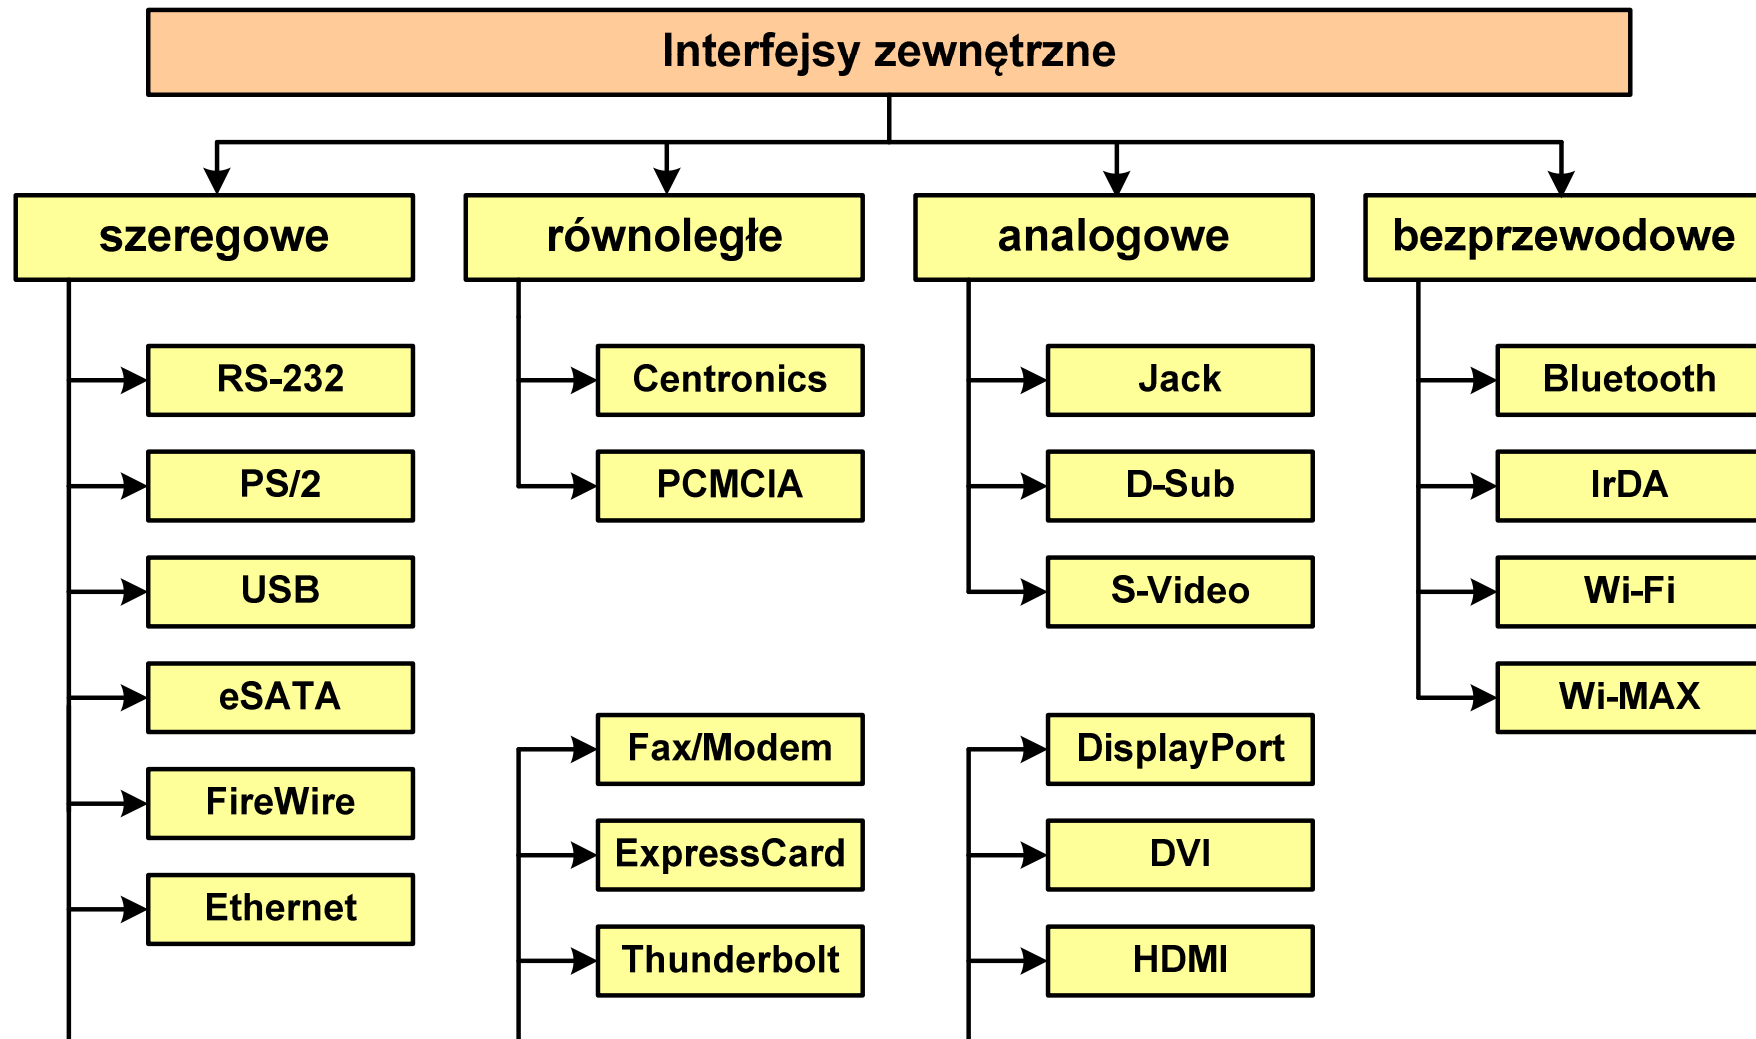 Interfejsy zewnętrzne
szeregowe
RS-232
PS/2
USB
eSATA
FireWire
Ethernet
równoległe
Centronics
PCMCIA
Fax/Modem
ExpressCard
Thunderbolt
analogowe
Jack
D-Sub
S-Video
DisplayPort
DVI
HDMI
bezprzewodowe
Bluetooth
IrDA
Wi-Fi
Wi-MAX